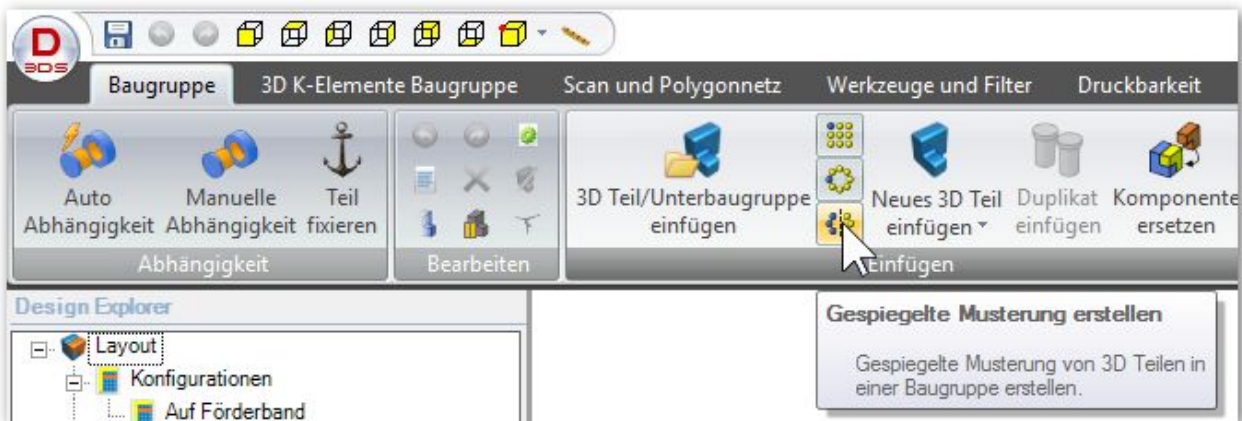 D
3DS
Baugruppe 3D K-Elemente Baugruppe Scan und Polygonnetz Werkzeuge und Filter Druckbarkeit
Auto Manuelle Teil
Abhängigkeit Abhängigkeit fixieren
3D Teil/Unterbaugruppe Neues 3D Teil Duplikat Komponente
einfügen einfügen einfügen ersetzen
Abhängigkeit Bearbeiten Einfügen
Design Explorer
Layout
Konfigurationen
Auf Förderband
Gespiegelte Musterung erstellen
Gespiegelte Musterung von 3D Teilen in
einer Baugruppe erstellen.